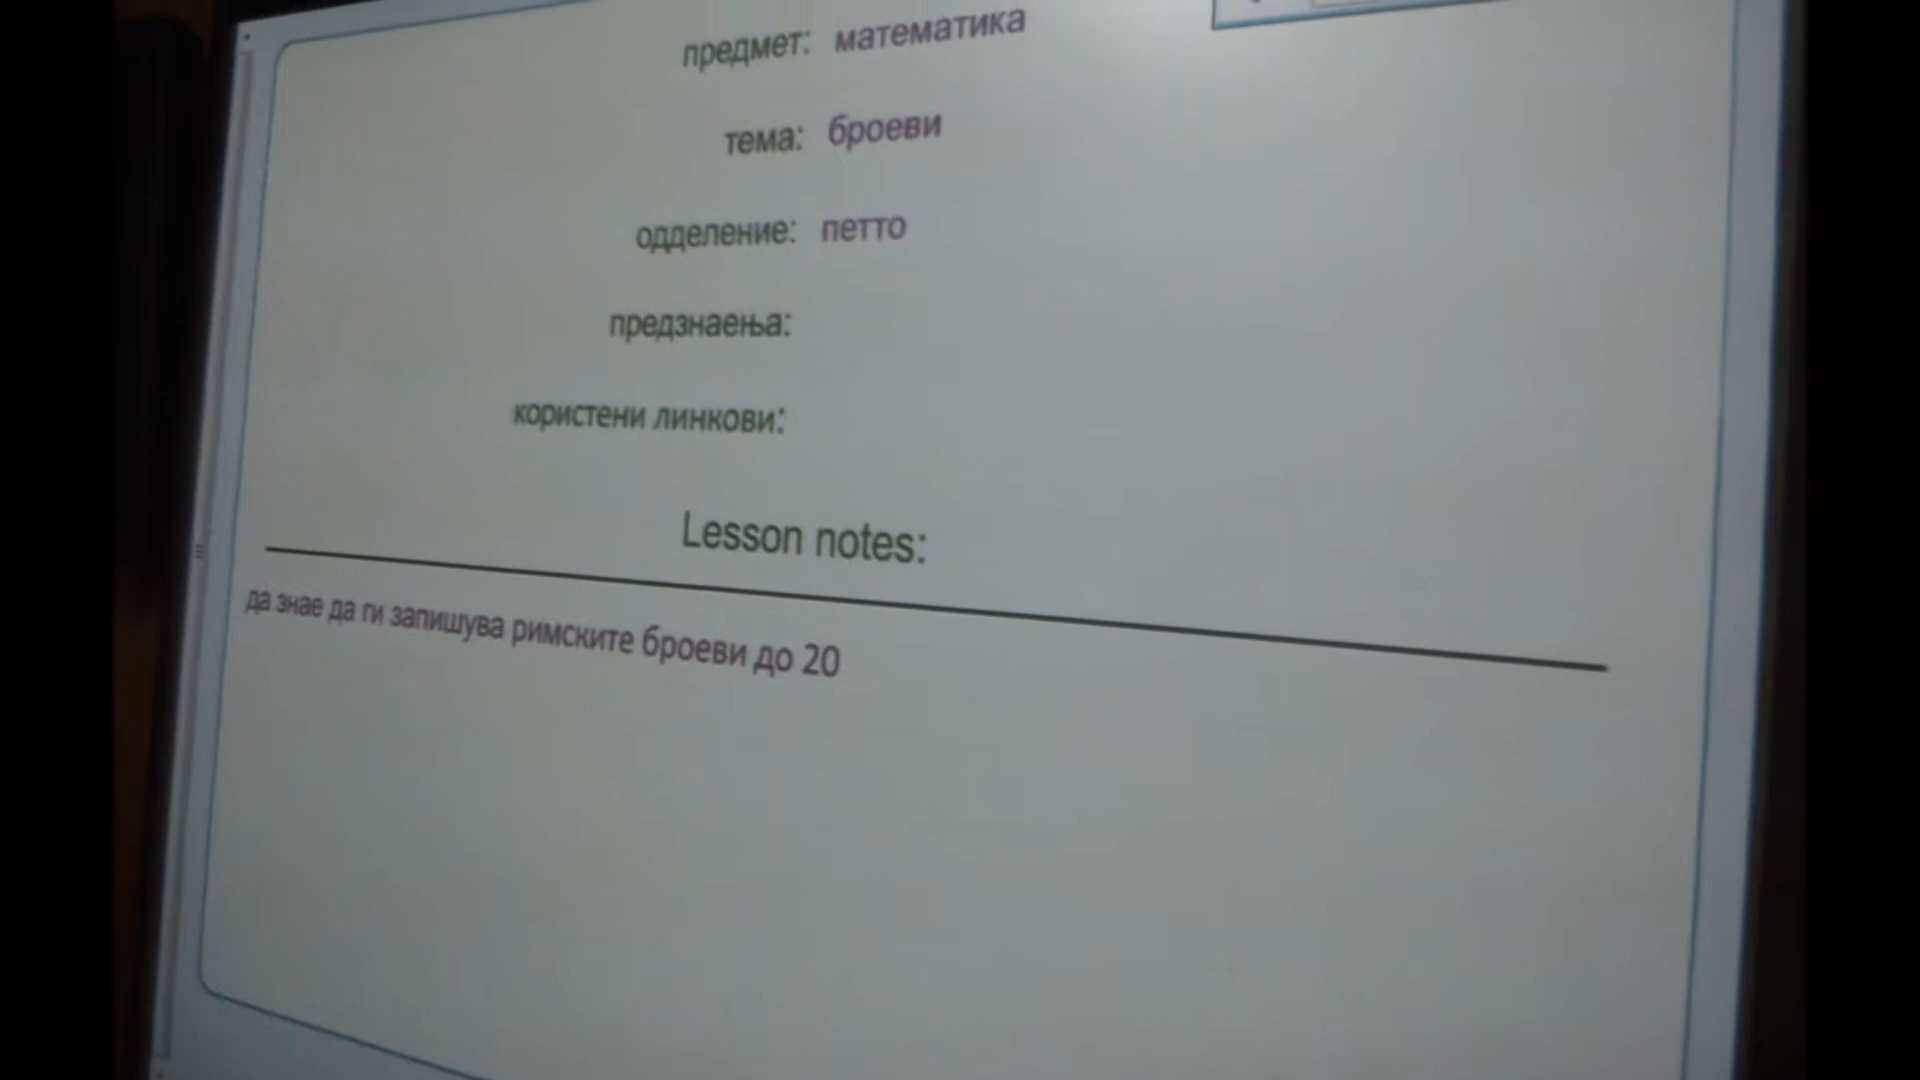 предмет: математика
тема: броеви
одделение: петто
предзнаења:
користени линкови:
Lesson notes:
да знае да ги запишува римските броеви до 20